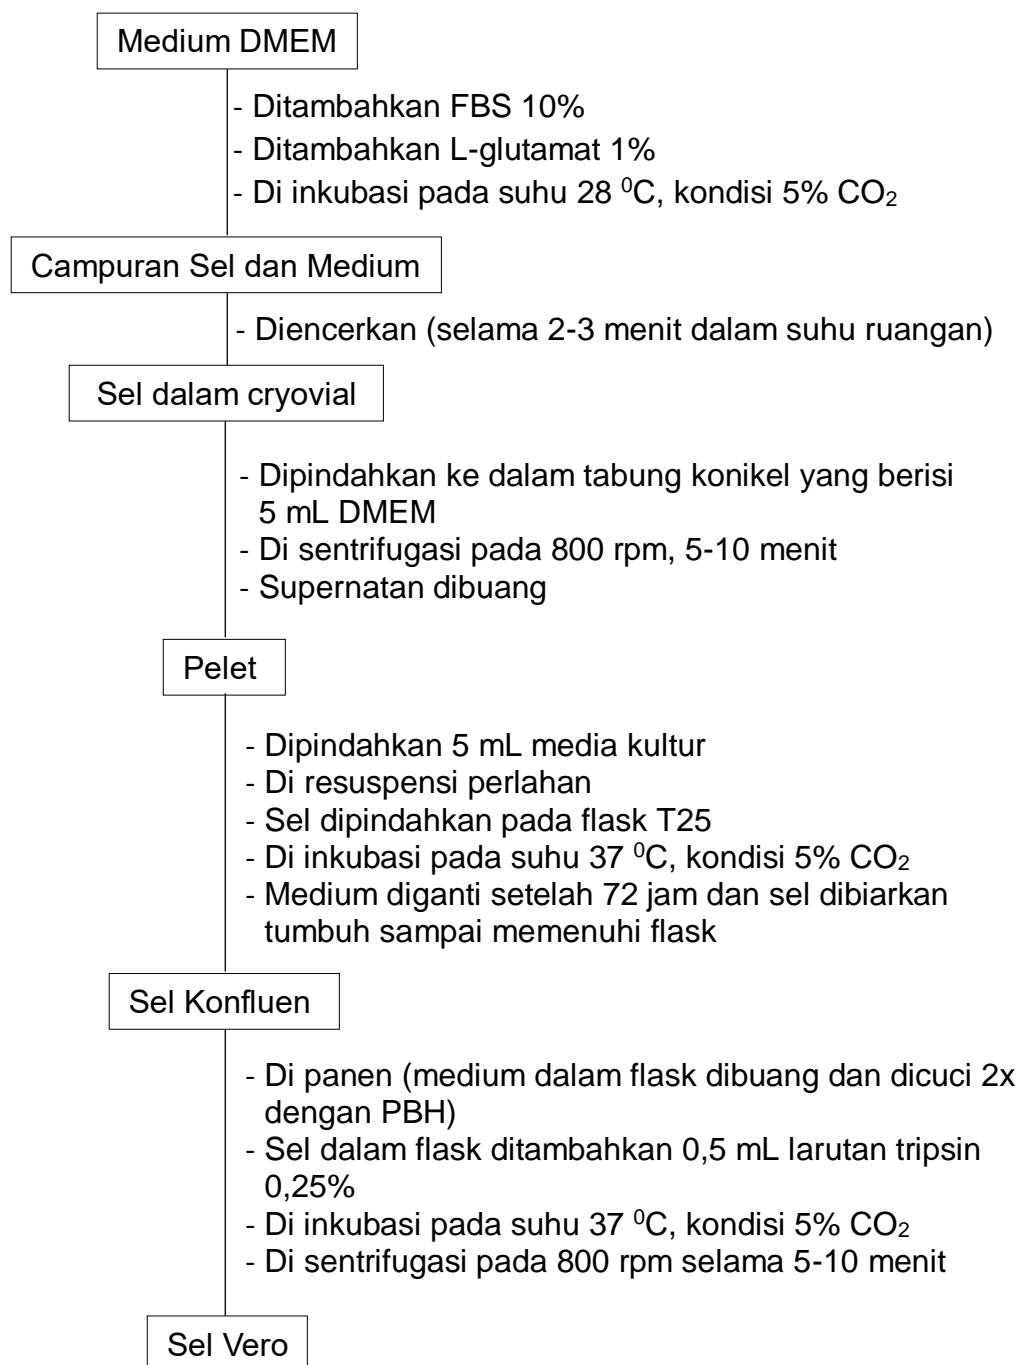 Medium DMEM
- Ditambahkan FBS 10%
- Ditambahkan L-glutamat 1%
- Di inkubasi pada suhu 28 ⁰C, kondisi 5% CO₂
Campuran Sel dan Medium
- Diencerkan (selama 2-3 menit dalam suhu ruangan)
Sel dalam cryovial
- Dipindahkan ke dalam tabung konikel yang berisi
5 mL DMEM
- Di sentrifugasi pada 800 rpm, 5-10 menit
- Supernatan dibuang
Pelet
- Dipindahkan 5 mL media kultur
- Di resuspensi perlahan
- Sel dipindahkan pada flask T25
- Di inkubasi pada suhu 37 ⁰C, kondisi 5% CO₂
- Medium diganti setelah 72 jam dan sel dibiarkan
tumbuh sampai memenuhi flask
Sel Konfluen
- Di panen (medium dalam flask dibuang dan dicuci 2x
dengan PBH)
- Sel dalam flask ditambahkan 0,5 mL larutan tripsin
0,25%
- Di inkubasi pada suhu 37 ⁰C, kondisi 5% CO₂
- Di sentrifugasi pada 800 rpm selama 5-10 menit
Sel Vero